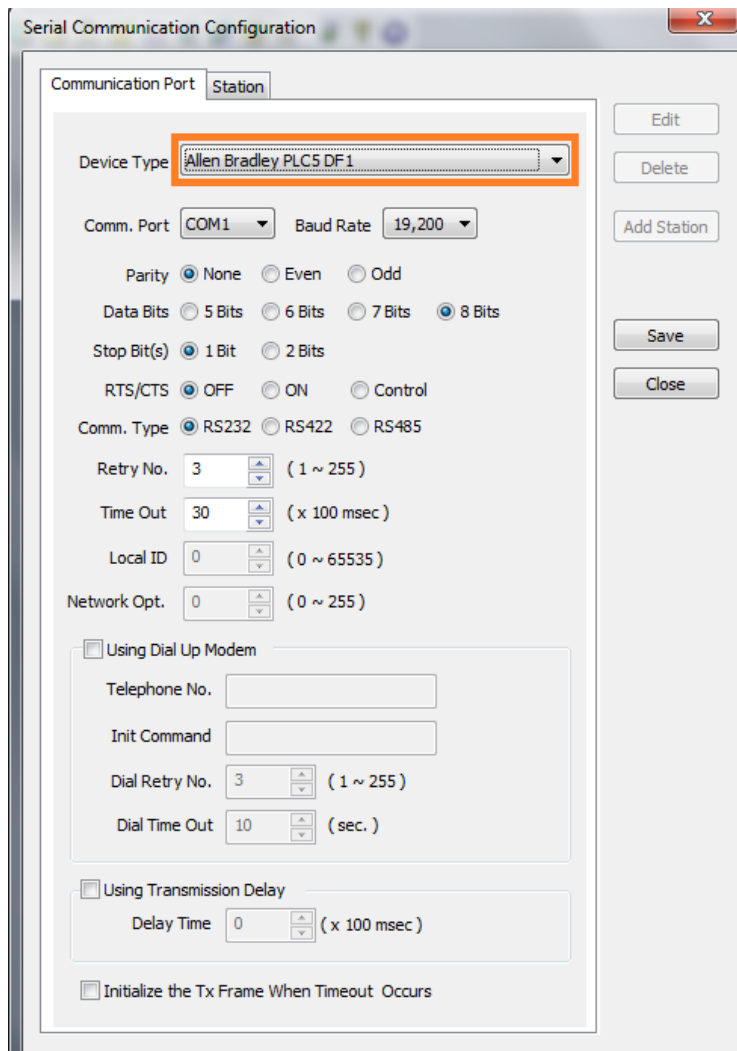 Serial Communication Configuration
Communication Port Station
Edit
Device Type Allen Bradley PLC5 DF1
Delete
Comm. Port COM1 Baud Rate 19,200
Add Station
Parity None Even Odd
Data Bits 5 Bits 6 Bits 7 Bits 8 Bits
Stop Bit(s) 1 Bit 2 Bits
Save
RTS/CTS OFF ON Control
Close
Comm. Type RS232 RS422 RS485
Retry No. 3 ( 1 ~ 255 )
Time Out 30 ( x 100 msec )
Local ID 0 ( 0 ~ 65535 )
Network Opt. 0 ( 0 ~ 255 )
Using Dial Up Modem
Telephone No.
Init Command
Dial Retry No. 3 ( 1 ~ 255 )
Dial Time Out 10 ( sec. )
Using Transmission Delay
Delay Time 0 ( x 100 msec )
Initialize the Tx Frame When Timeout Occurs